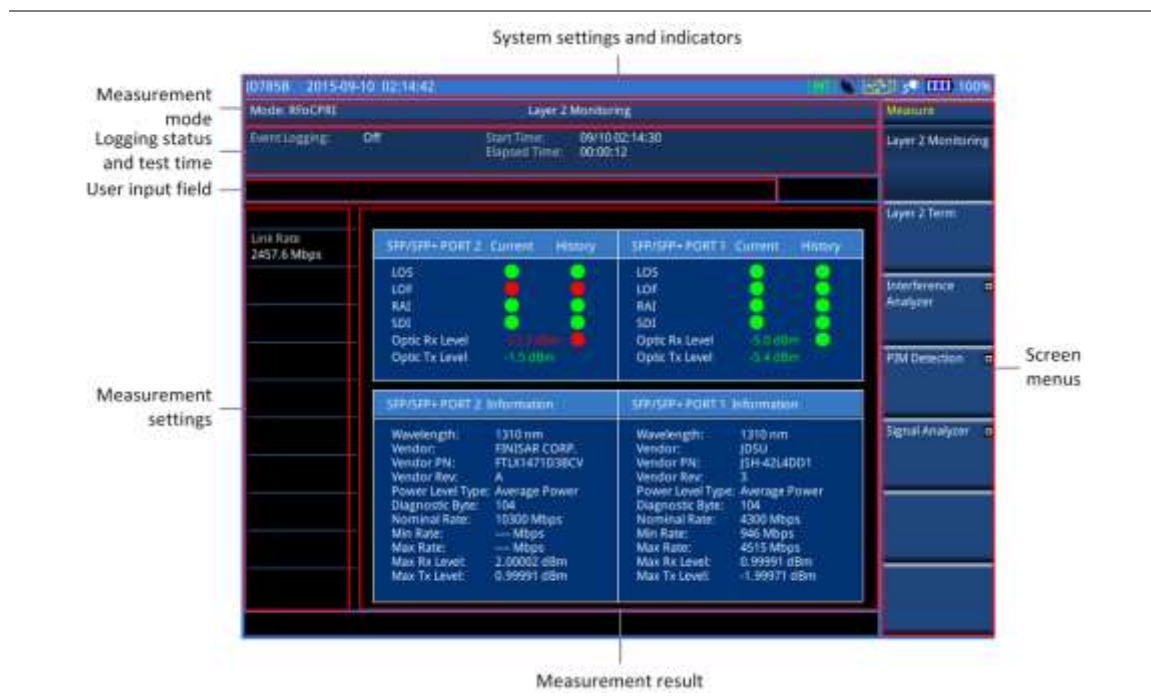 System settings and indicators
Measurement mode
Logging status and test time
User input field
Measurement settings
Screen menus
Measurement result
JD785B 2015-09-10 02:14:42
100%
Mode: RFoCPRI Layer 2 Monitoring
Event Logging: Off Start Time: 09/10 02:14:30
Elapsed Time: 00:00:12
Link Rate
2457.6 Mbps
SFP/SFP+ PORT 2 Current History
LOS
LOF
RAI
SDI
Optic Rx Level
Optic Tx Level -1.5 dBm
SFP/SFP+ PORT 1 Current History
LOS
LOF
RAI
SDI
Optic Rx Level -5.0 dBm
Optic Tx Level -5.4 dBm
SFP/SFP+ PORT 2 Information
Wavelength: 1310 nm
Vendor: FINISAR CORP.
Vendor PN: FTLX1471D3BCV
Vendor Rev: A
Power Level Type: Average Power
Diagnostic Byte: 104
Nominal Rate: 10300 Mbps
Min Rate: --- Mbps
Max Rate: --- Mbps
Max Rx Level: 2.00002 dBm
Max Tx Level: 0.99991 dBm
SFP/SFP+ PORT 1 Information
Wavelength: 1310 nm
Vendor: JDSU
Vendor PN: JSH-42L4DD1
Vendor Rev: 3
Power Level Type: Average Power
Diagnostic Byte: 104
Nominal Rate: 4300 Mbps
Min Rate: 946 Mbps
Max Rate: 4515 Mbps
Max Rx Level: 0.99991 dBm
Max Tx Level: -1.99971 dBm
Measure
Layer 2 Monitoring
Layer 2 Term
Interference Analyzer
PIM Detection
Signal Analyzer